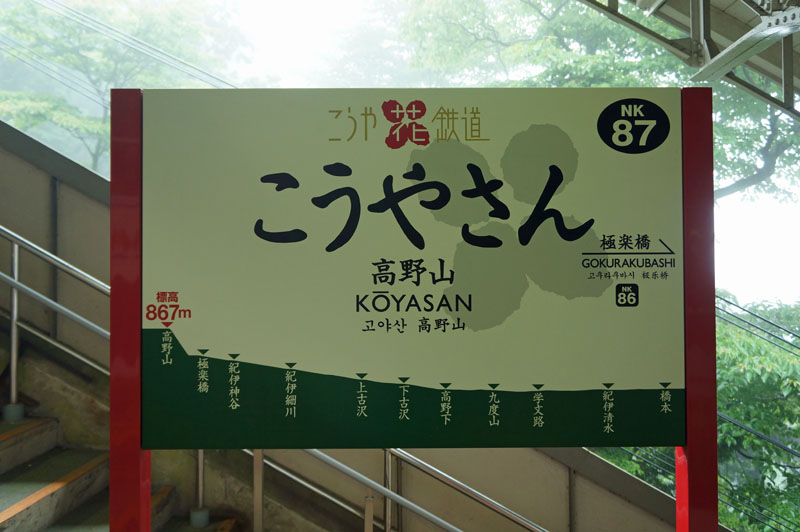 こうや花鉄道
NK
87
こうやさん
高野山
KŌYASAN
고야산 高野山
極楽橋
GOKURAKUBASHI
고쿠라쿠바시 极乐桥
NK
86
標高
867m
高野山
極楽橋
紀伊神谷
紀伊細川
上古沢
下古沢
高野下
九度山
学文路
紀伊清水
橋本